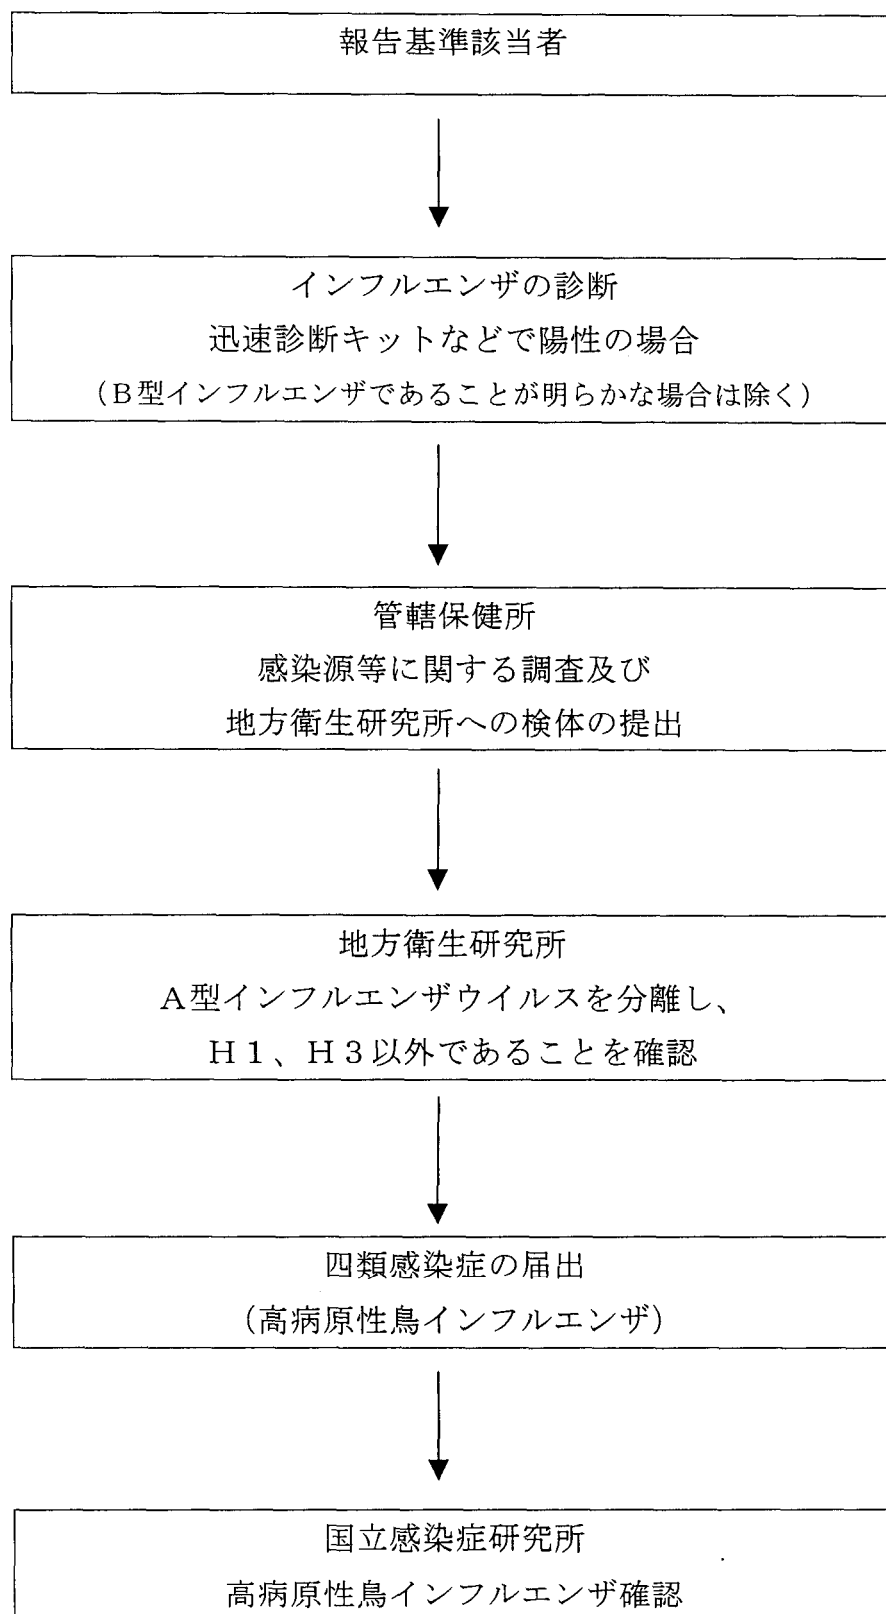 報告基準該当者
インフルエンザの診断
迅速診断キットなどで陽性の場合
（Ｂ型インフルエンザであることが明らかな場合は除く）
管轄保健所
感染源等に関する調査及び
地方衛生研究所への検体の提出
地方衛生研究所
Ａ型インフルエンザウイルスを分離し、
Ｈ１、Ｈ３以外であることを確認
四類感染症の届出
（高病原性鳥インフルエンザ）
国立感染症研究所
高病原性鳥インフルエンザ確認